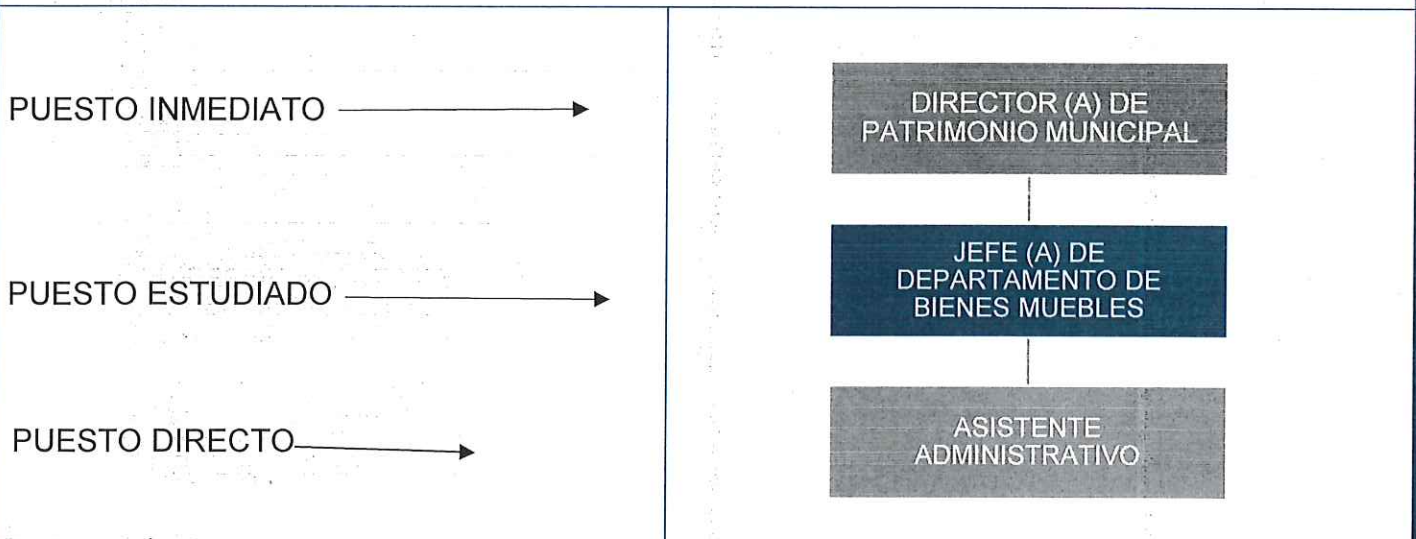 PUESTO INMEDIATO
DIRECTOR (A) DE
PATRIMONIO MUNICIPAL
PUESTO ESTUDIADO
JEFE (A) DE
DEPARTAMENTO DE
BIENES MUEBLES
PUESTO DIRECTO
ASISTENTE
ADMINISTRATIVO